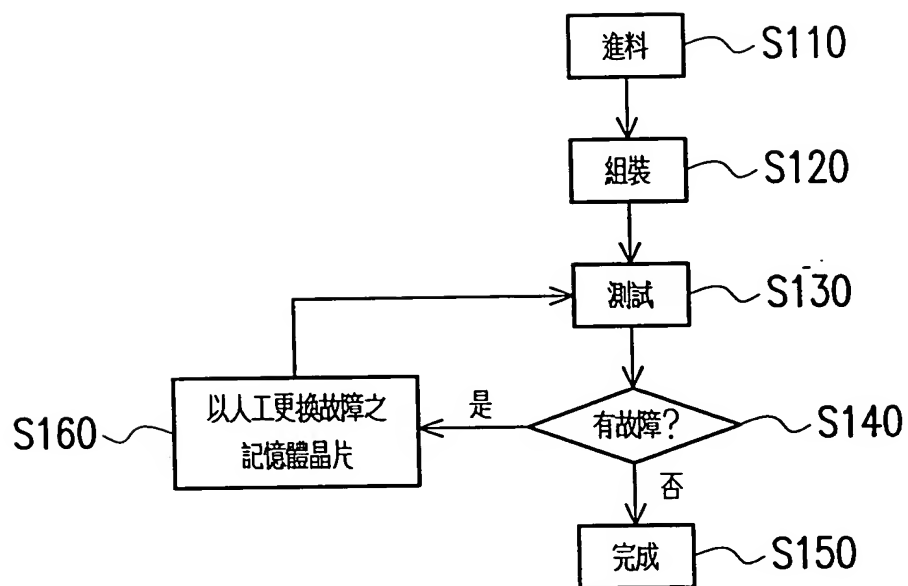 進料
S110
組裝
S120
測試
S130
有故障?
S140
是
以人工更換故障之
記憶體晶片
S160
否
完成
S150